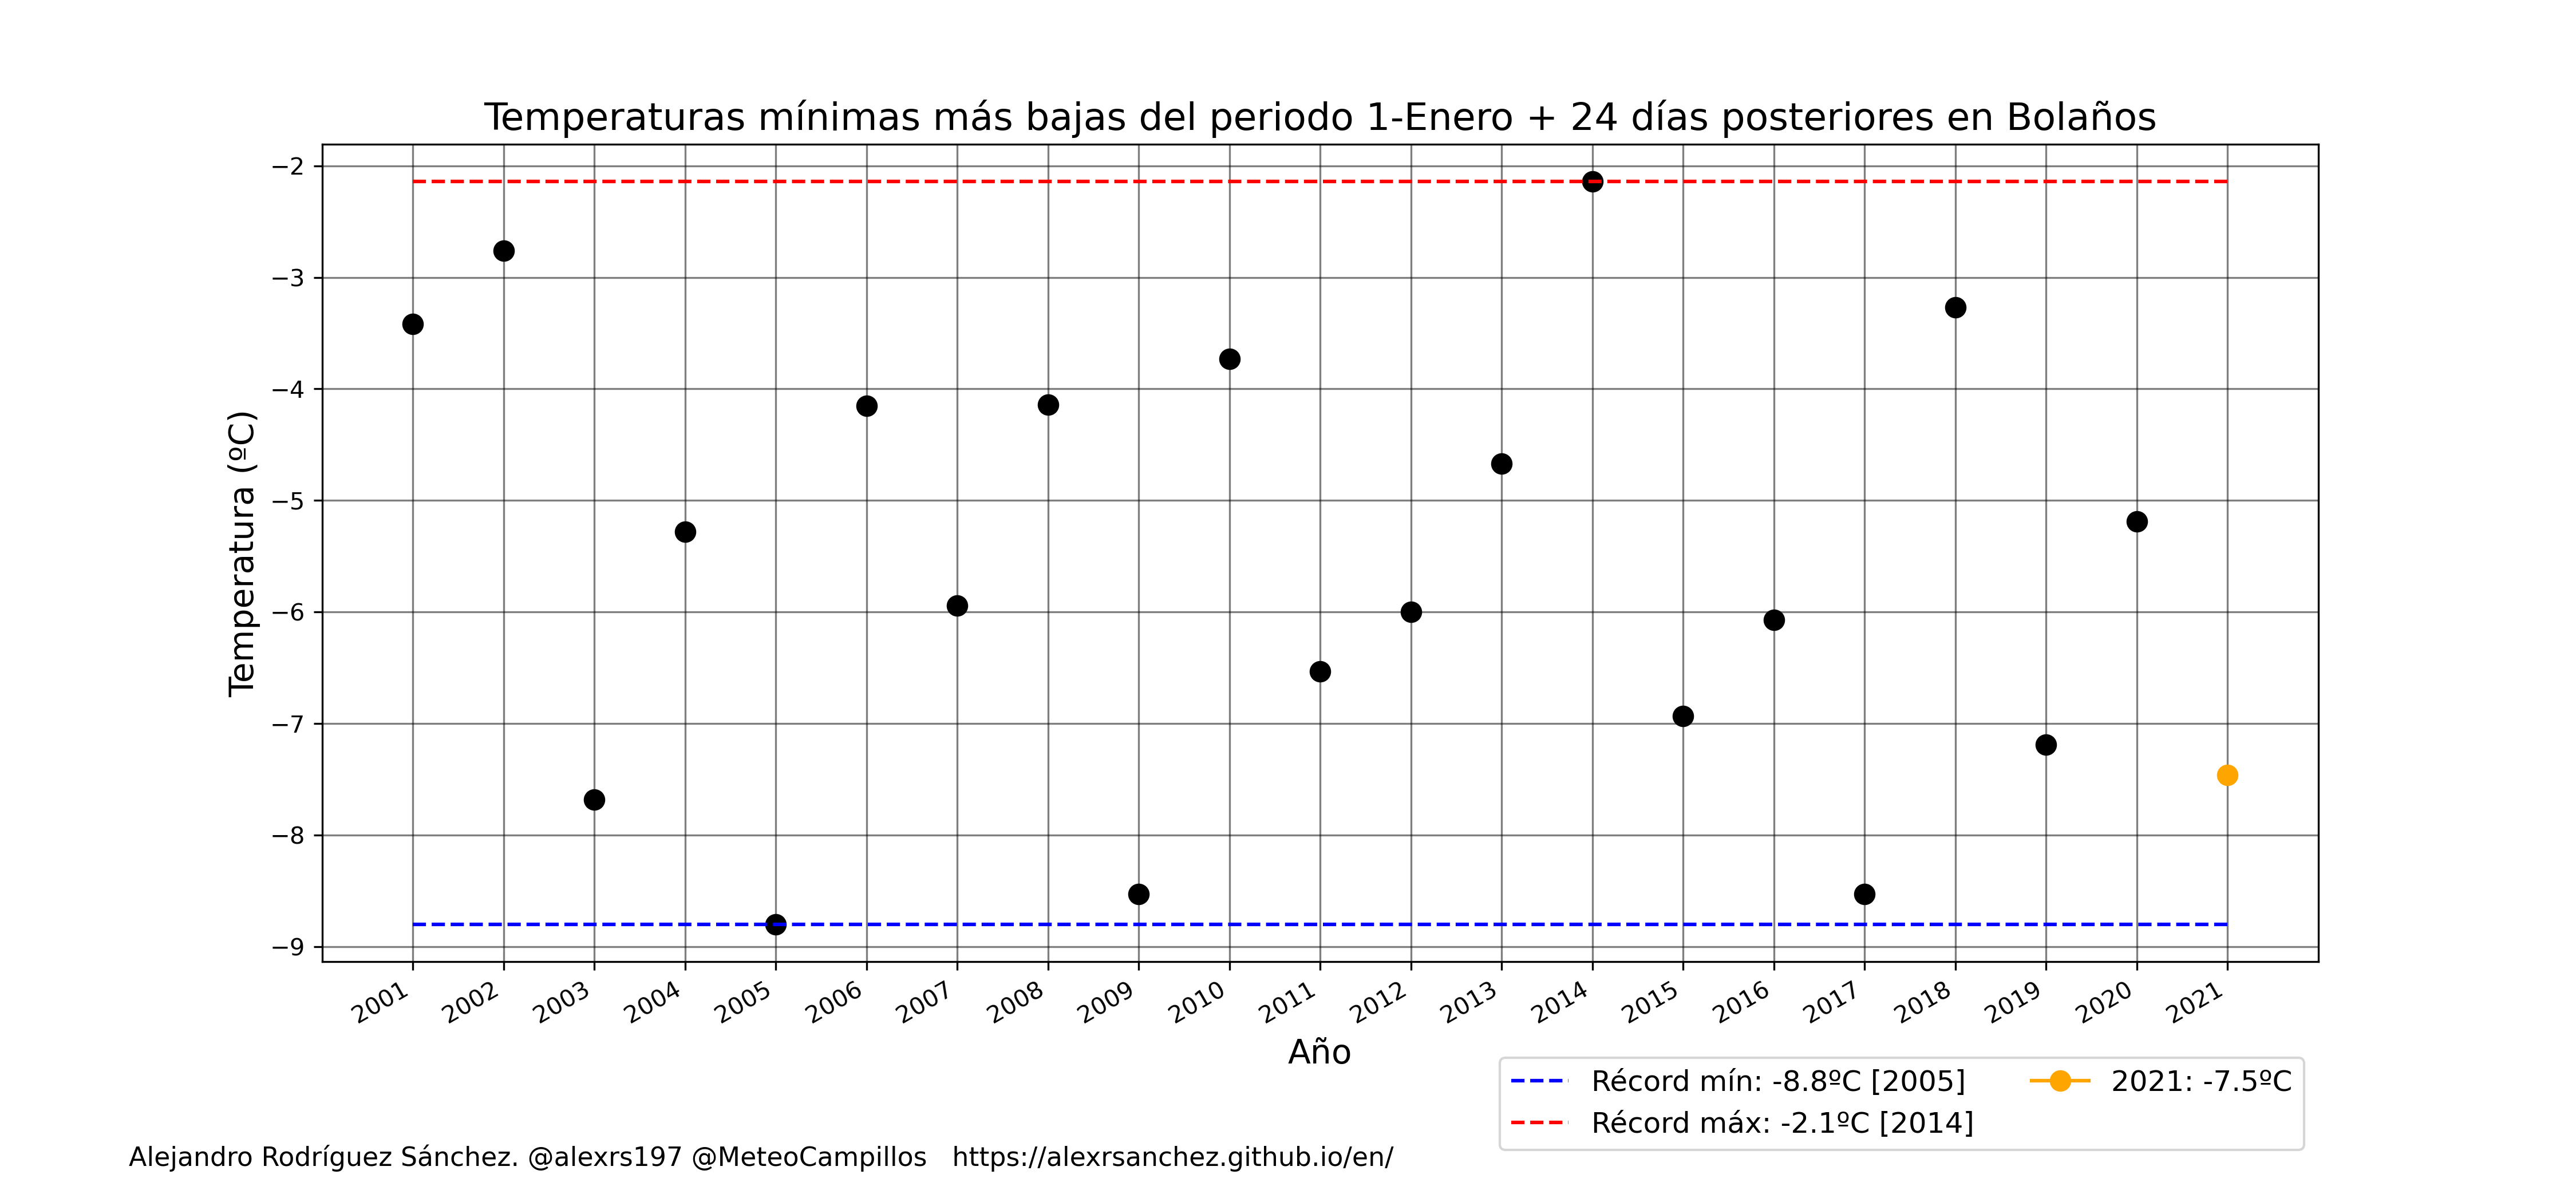 Temperaturas mínimas más bajas del periodo 1-Enero + 24 días posteriores en Bolaños
Temperatura (ºC)
−2
−3
−4
−5
−6
−7
−8
−9
2001 2002 2003 2004 2005 2006 2007 2008 2009 2010 2011 2012 2013 2014 2015 2016 2017 2018 2019 2020 2021
Año
Récord mín: -8.8ºC [2005]
Récord máx: -2.1ºC [2014]
2021: -7.5ºC
Alejandro Rodríguez Sánchez. @alexrs197 @MeteoCampillos https://alexrsanchez.github.io/en/